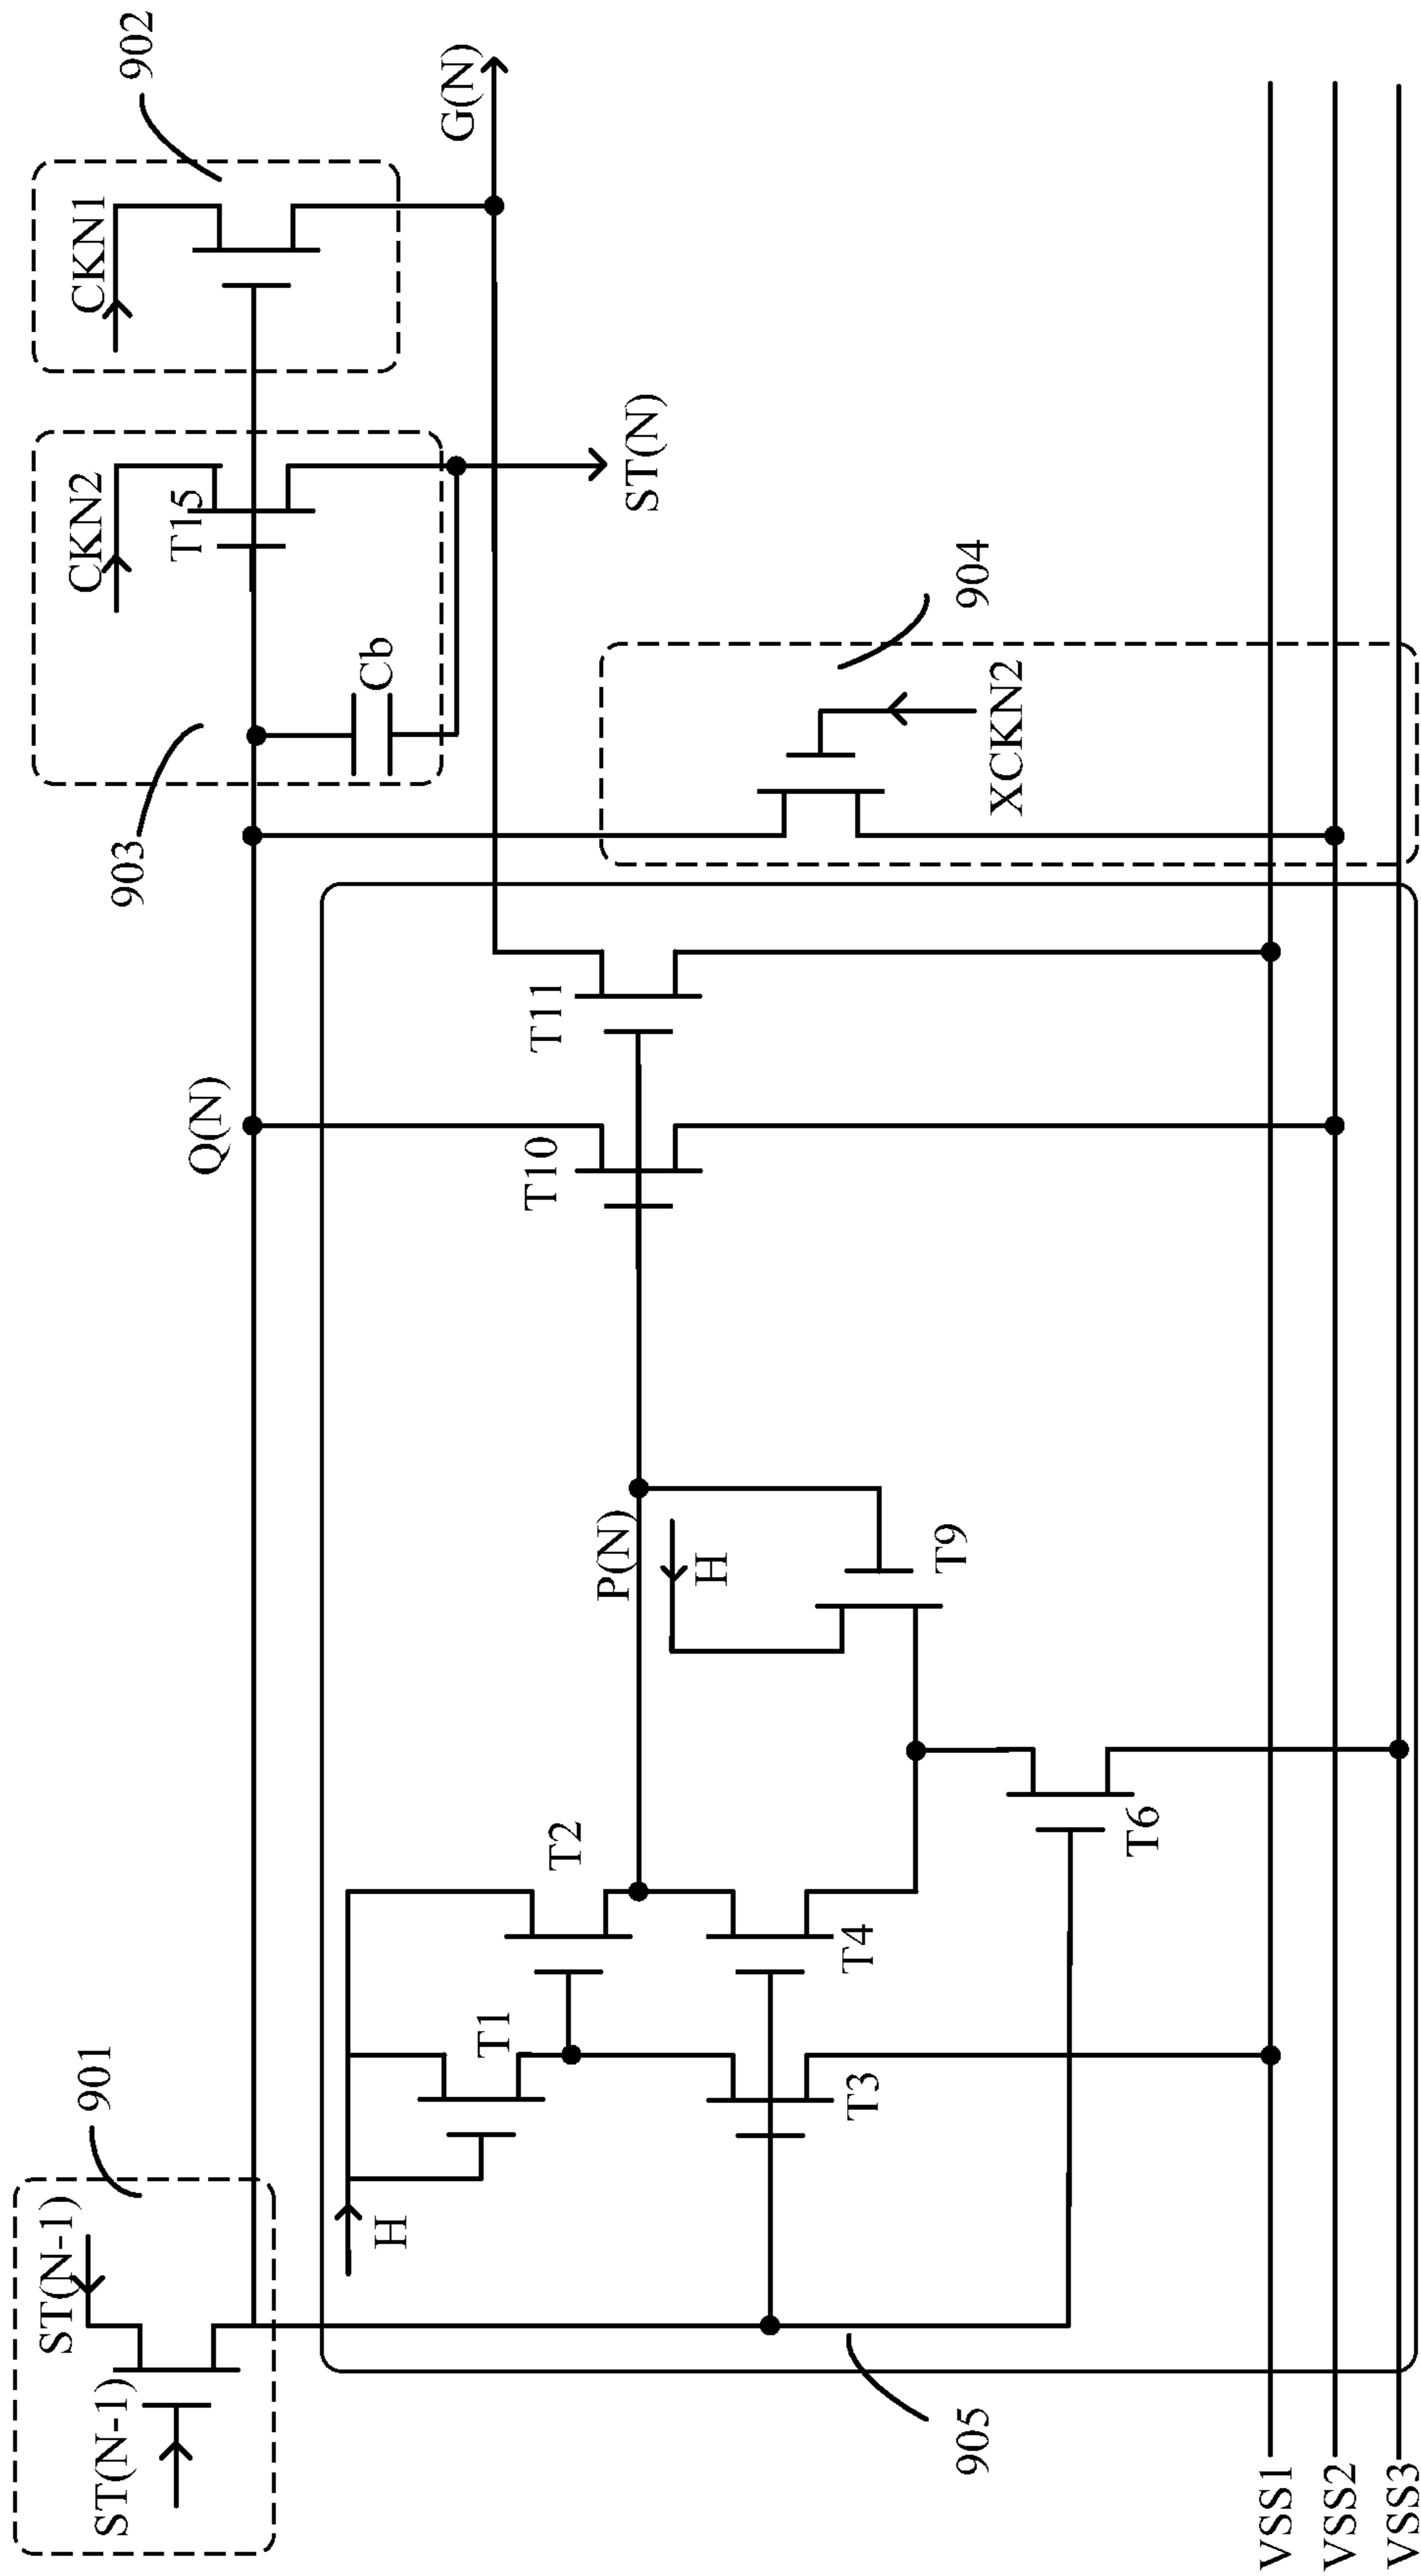 901
ST(N-1)
ST(N-1)
Q(N)
903
CKN2
T15
Cb
CKN1
902
G(N)
ST(N)
H
T1
T2
T3
T4
P(N)
H
T9
T6
T10
T11
904
XCKN2
905
VSS1
VSS2
VSS3